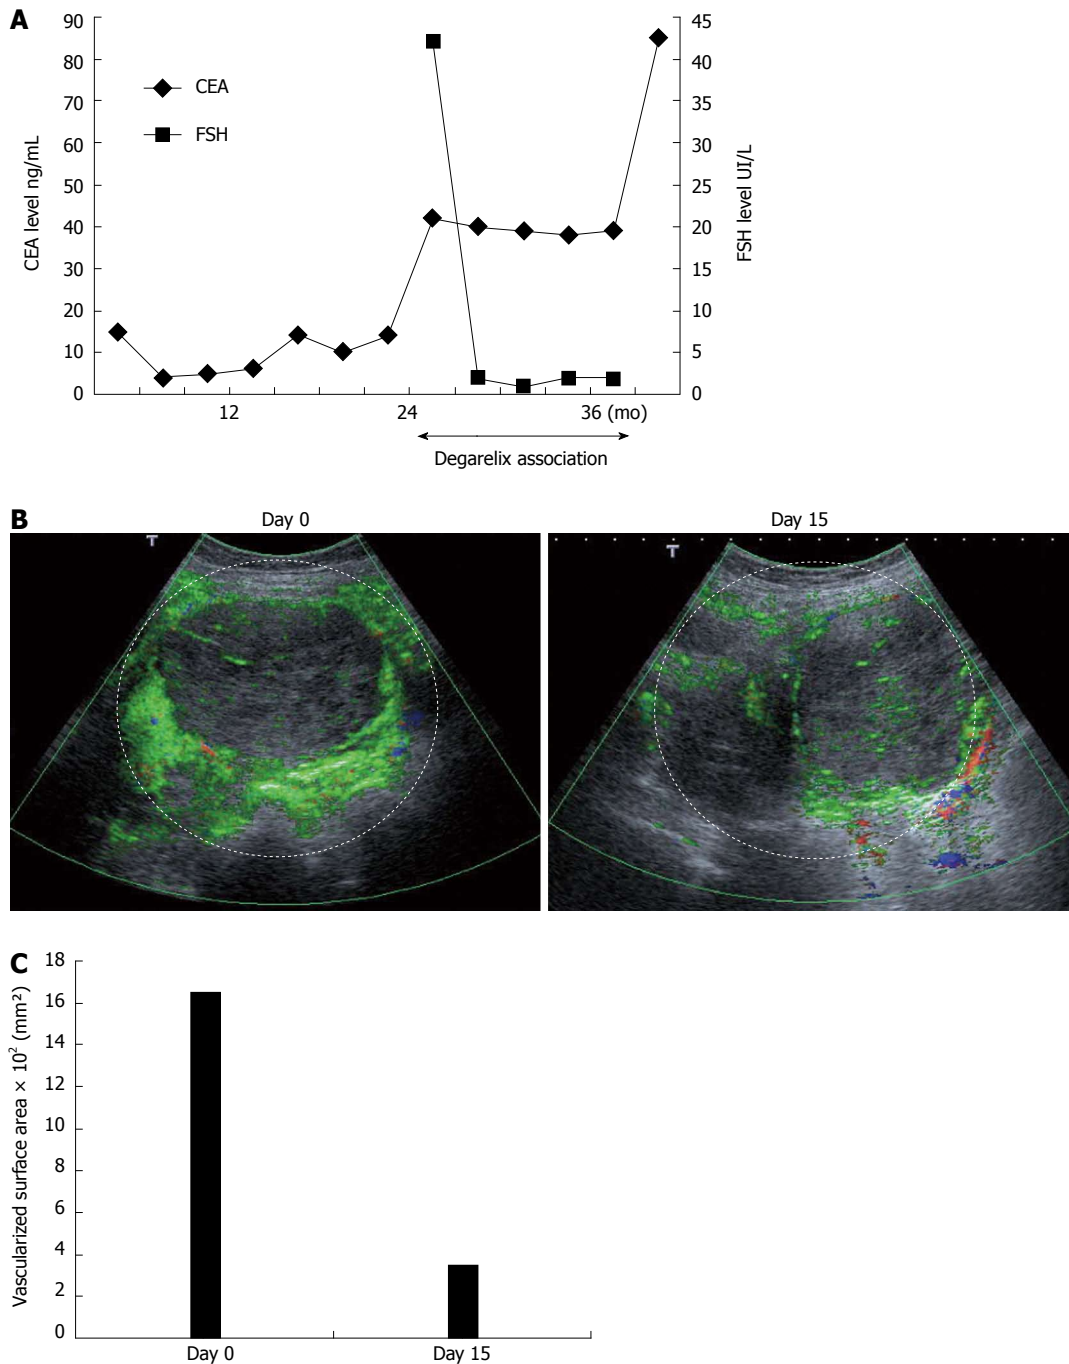 A
CEA level ng/mL
90
80
70
60
50
40
30
20
10
0
CEA
FSH
45
40
35
30
25
20
15
10
5
0
FSH level UI/L
12
24
36 (mo)
Degarelix association
B
Day 0
Day 15
T
T
C
Vascularized surface area × 10² (mm²)
18
16
14
12
10
8
6
4
2
0
Day 0
Day 15